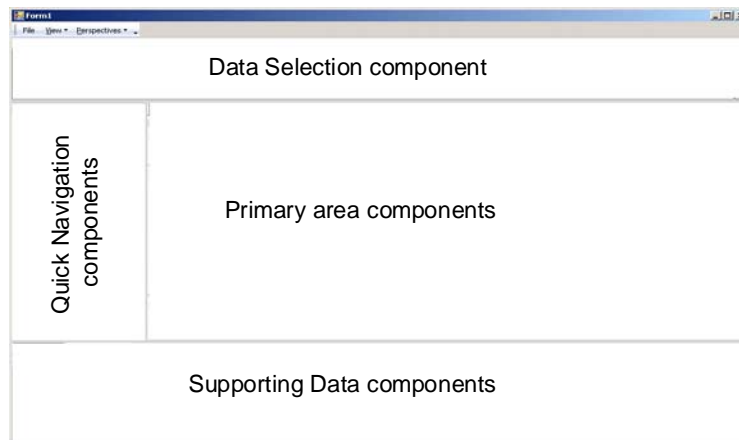 Form1
File View Perspectives
Data Selection component
Quick Navigation
components
Primary area components
Supporting Data components